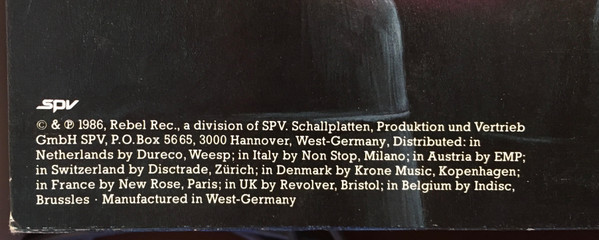 spv
© & ℗ 1986, Rebel Rec., a division of SPV. Schallplatten, Produktion und Vertrieb
GmbH SPV, P.O.Box 5665, 3000 Hannover, West-Germany, Distributed: in
Netherlands by Dureco, Weesp; in Italy by Non Stop, Milano; in Austria by EMP;
in Switzerland by Disctrade, Zürich; in Denmark by Krone Music, Kopenhagen;
in France by New Rose, Paris; in UK by Revolver, Bristol; in Belgium by Indisc,
Brussles · Manufactured in West-Germany